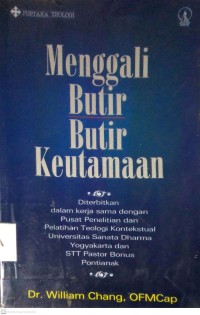 PUSTAKA TEOLOGI
Menggali
Butir
Butir
Keutamaan
Diterbitkan
dalam kerja sama dengan
Pusat Penelitian dan
Pelatihan Teologi Kontekstual
Universitas Sanata Dharma
Yogyakarta dan
STT Pastor Bonus
Pontianak
Dr. William Chang, OFMCap